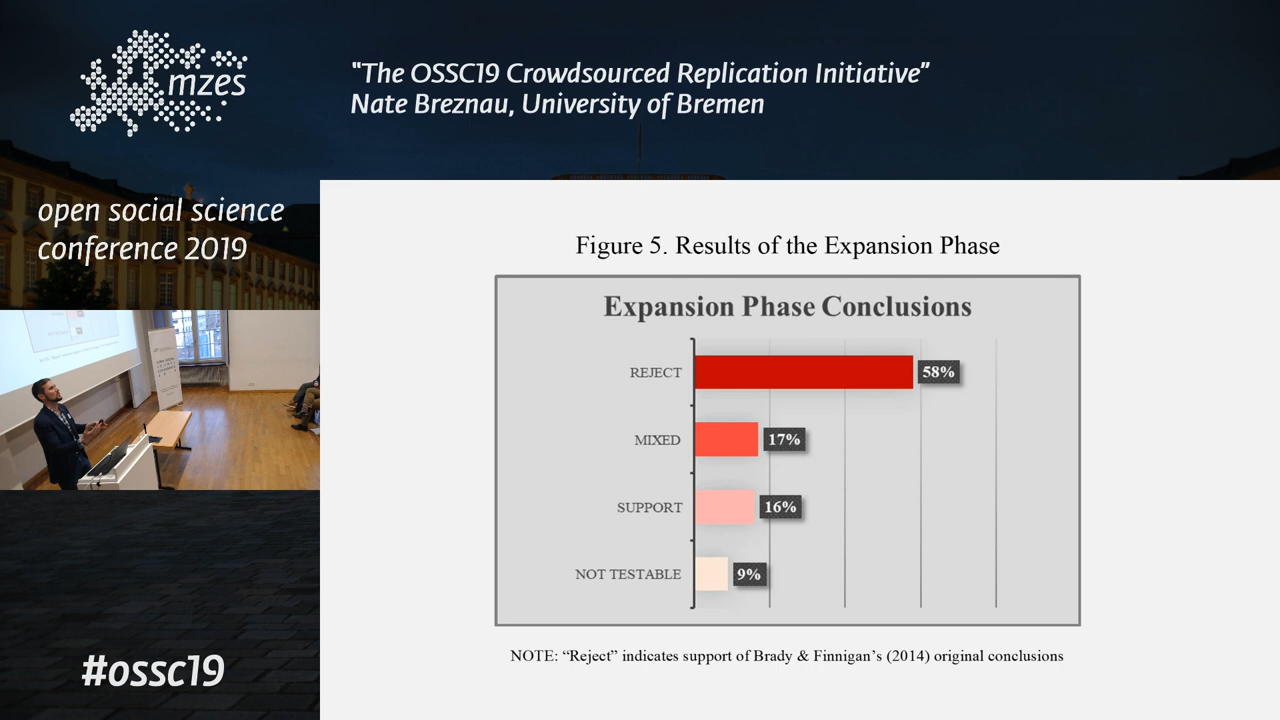 mzes
"The OSSC19 Crowdsourced Replication Initiative"
Nate Breznau, University of Bremen
open social science
conference 2019
#ossc19
Figure 5. Results of the Expansion Phase
Expansion Phase Conclusions
REJECT 58%
MIXED 17%
SUPPORT 16%
NOT TESTABLE 9%
NOTE: “Reject” indicates support of Brady & Finnigan’s (2014) original conclusions